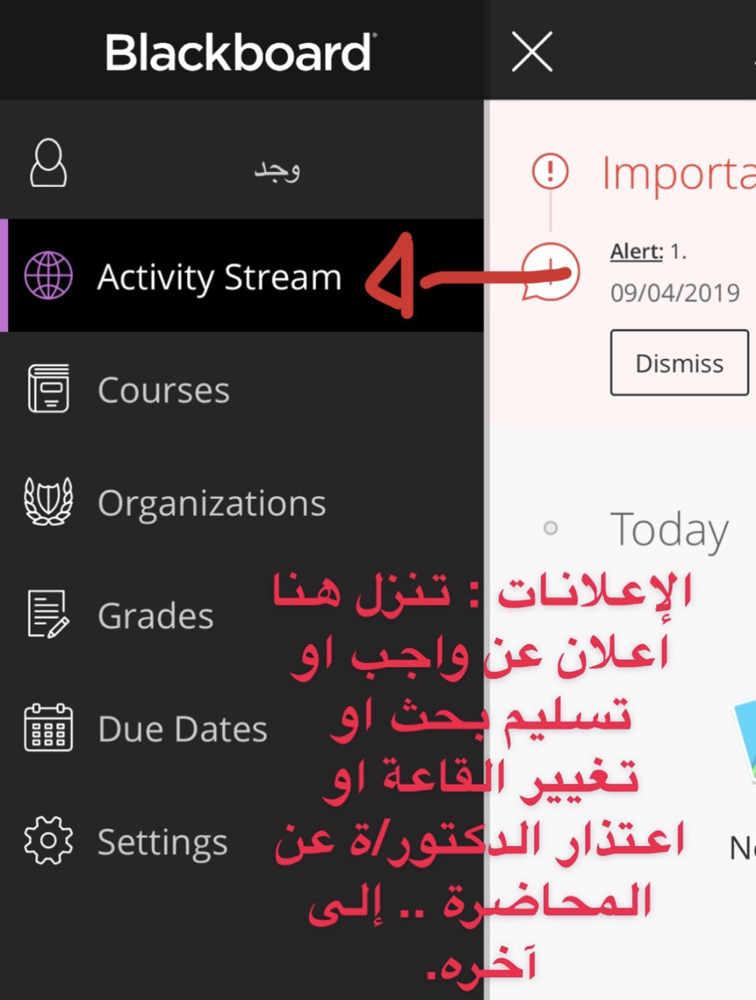 Blackboard
وجد
Activity Stream
Courses
Organizations
Grades
Due Dates
Settings
Importa
Alert: 1.
09/04/2019
Dismiss
Today
الإعلانات : تنزل هنا
اعلان عن واجب او
تسليم بحث او
تغيير القاعة او
اعتذار الدكتور/ة عن
المحاضرة .. إلى
آخره.